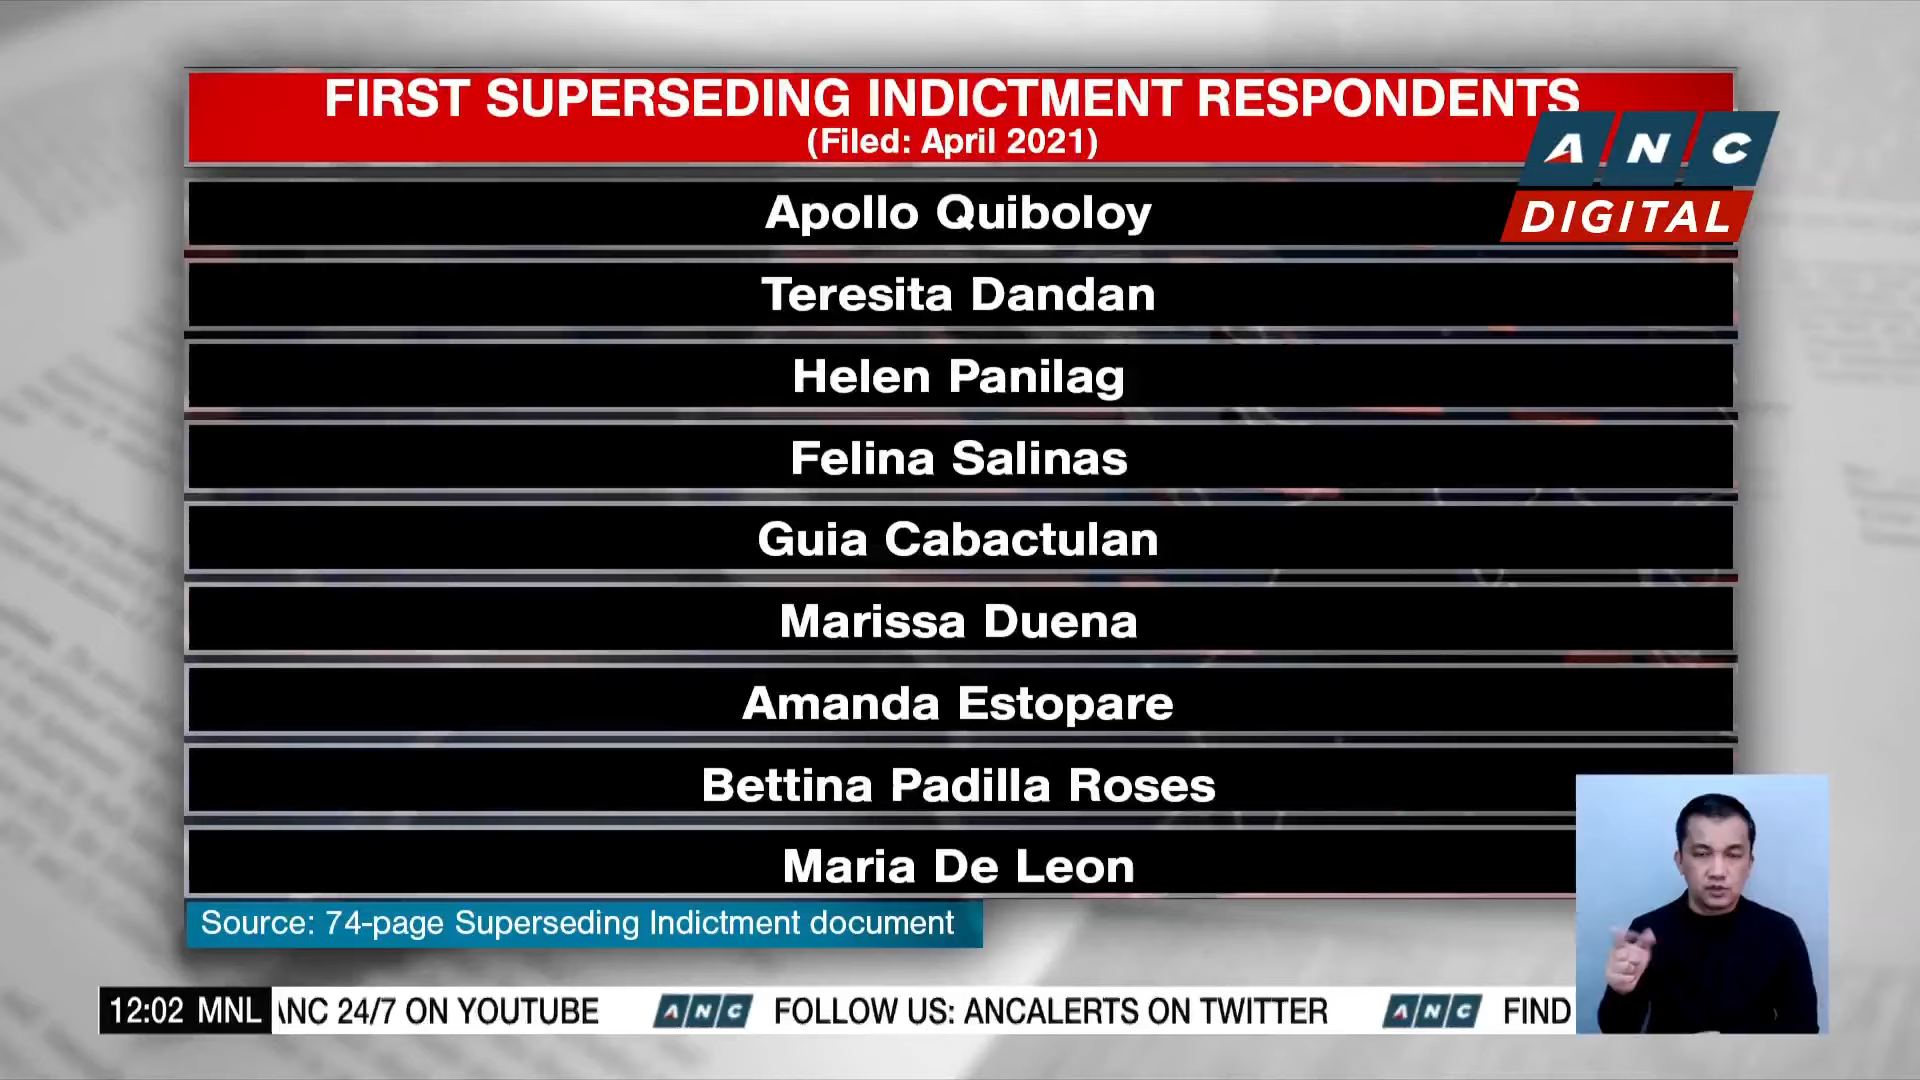 FIRST SUPERSEDING INDICTMENT RESPONDENTS
(Filed: April 2021)
ANC
DIGITAL
Apollo Quiboloy
Teresita Dandan
Helen Panilag
Felina Salinas
Guia Cabactulan
Marissa Duena
Amanda Estopare
Bettina Padilla Roses
Maria De Leon
Source: 74-page Superseding Indictment document
12:02 MNL ANC 24/7 ON YOUTUBE ANC FOLLOW US: ANCALERTS ON TWITTER ANC FIND